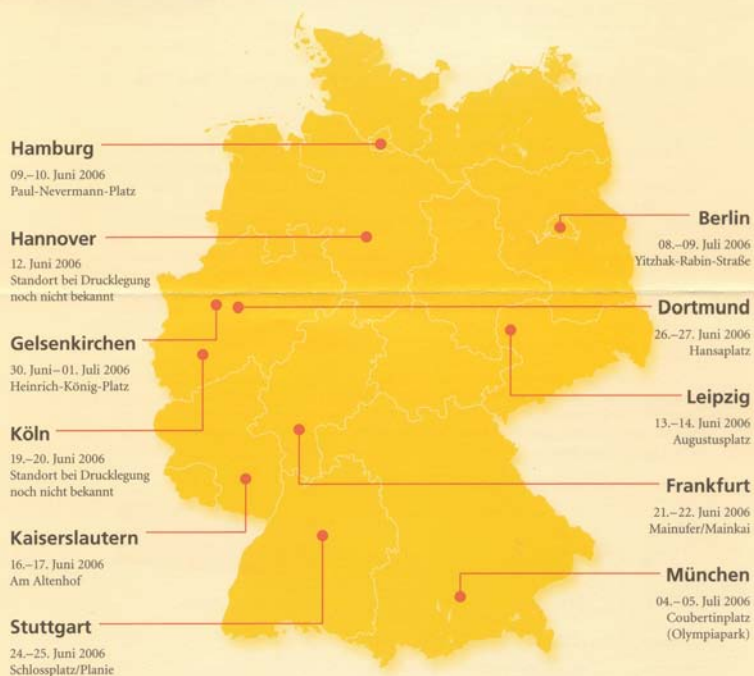 Hamburg
09.–10. Juni 2006
Paul-Nevermann-Platz
Hannover
12. Juni 2006
Standort bei Drucklegung
noch nicht bekannt
Gelsenkirchen
30. Juni–01. Juli 2006
Heinrich-König-Platz
Köln
19.–20. Juni 2006
Standort bei Drucklegung
noch nicht bekannt
Kaiserslautern
16.–17. Juni 2006
Am Altenhof
Stuttgart
24.–25. Juni 2006
Schlossplatz/Planie
Berlin
08.–09. Juli 2006
Yitzhak-Rabin-Straße
Dortmund
26.–27. Juni 2006
Hansaplatz
Leipzig
13.–14. Juni 2006
Augustusplatz
Frankfurt
21.–22. Juni 2006
Mainufer/Mainkai
München
04.–05. Juli 2006
Coubertinplatz
(Olympiapark)